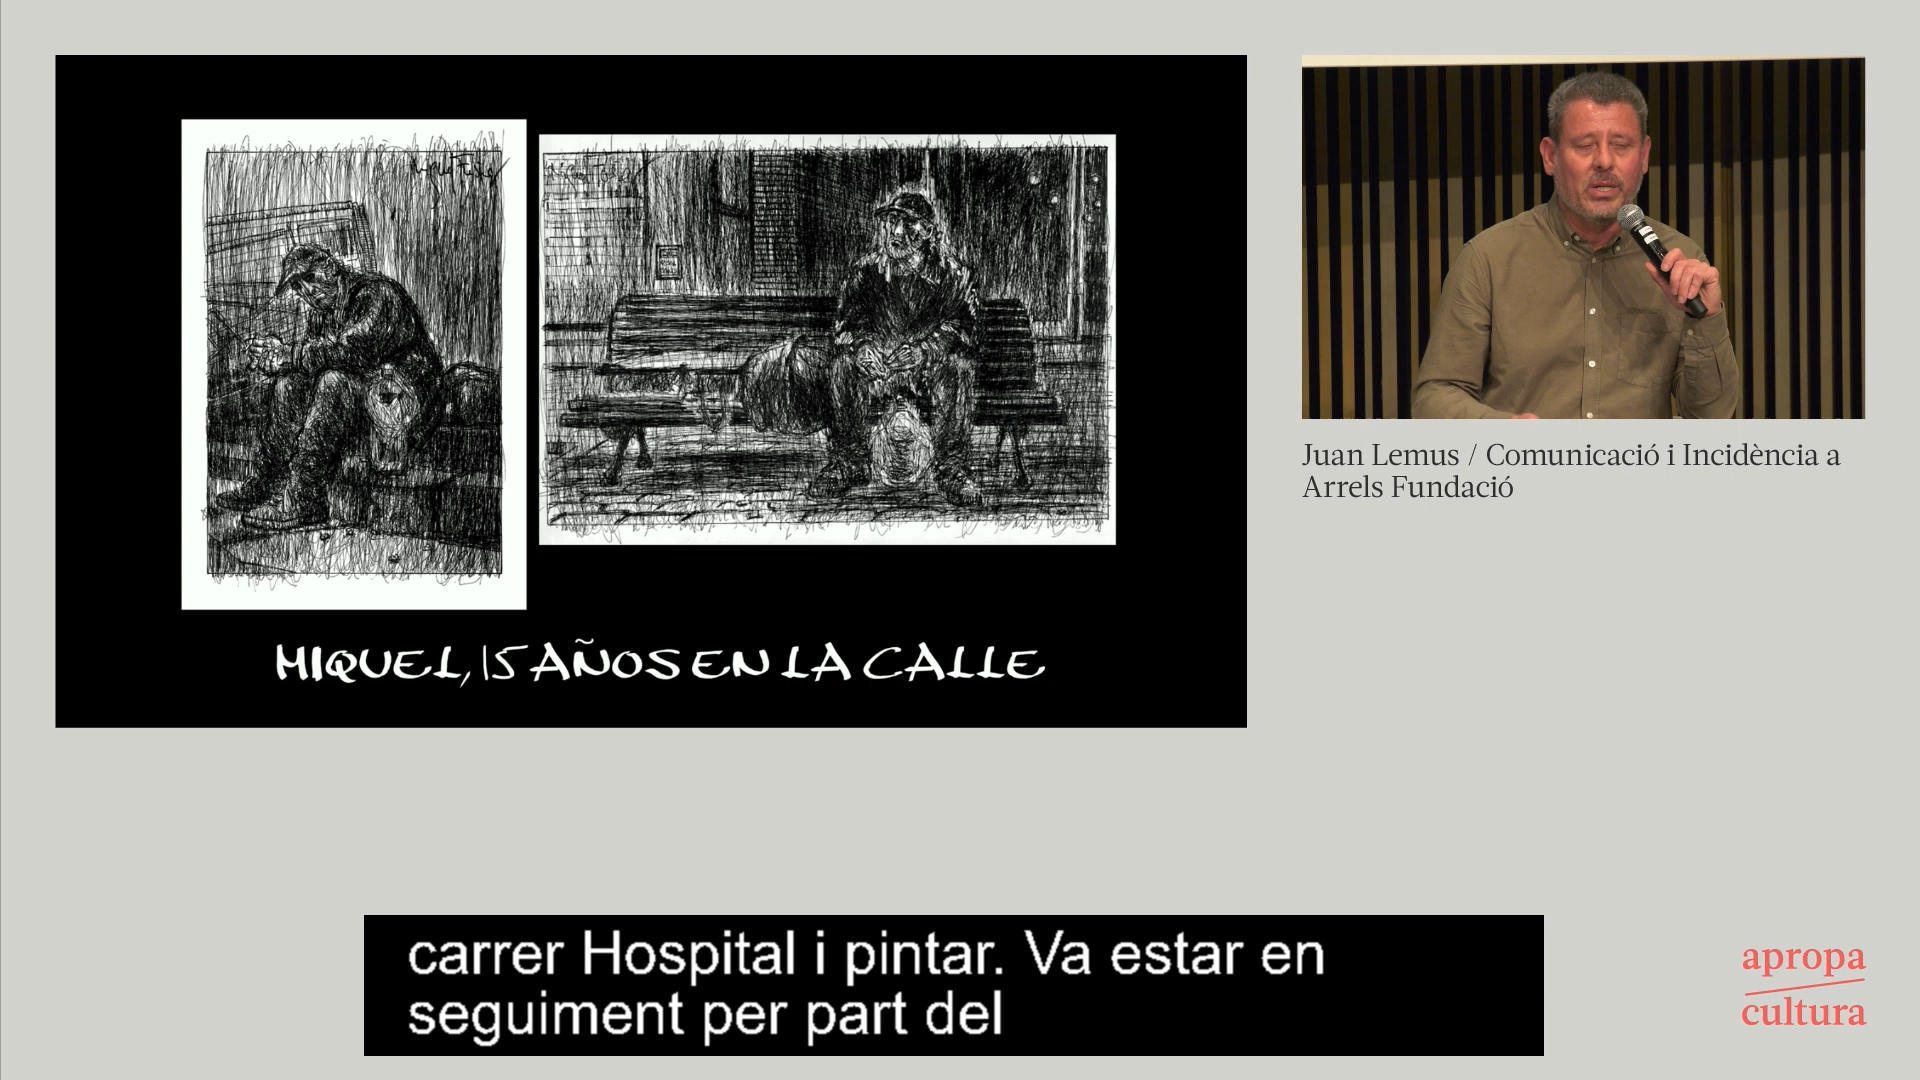 MIQUEL, 15 AÑOS EN LA CALLE
Juan Lemus / Comunicació i Incidència a
Arrels Fundació
carrer Hospital i pintar. Va estar en
seguiment per part del
apropa
cultura